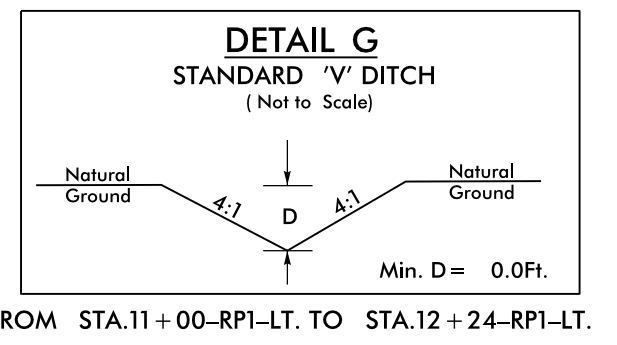 DETAIL G
STANDARD 'V' DITCH
( Not to Scale)
Natural
Ground
4:1
D
4:1
Natural
Ground
Min. D= 0.0Ft.
ROM STA.11+00-RP1-LT. TO STA.12+24-RP1-LT.